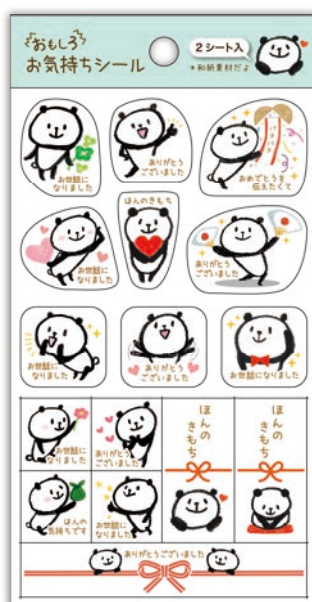 おもしろ
お気持ちシール
2シート入
*和紙素材だよ
お世話に
なりました
ありがとう
ございました
おめでとうを
伝えたくて
お世話に
なりました
ほんのきもち
ありがとう
ございました
お世話に
なりました
ありがとう
ございました
お世話になりました
お世話に
なりました
ありがとう
ございました
ほんの
きもち
ほんの
きもち
ほんの
気持ちです
お世話に
なりました
ありがとうございました